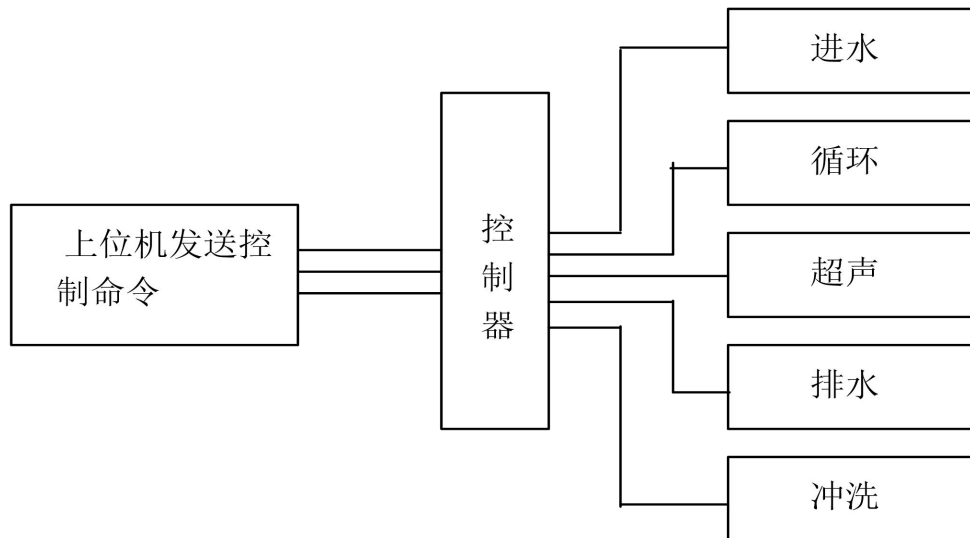 上位机发送控
制命令
控
制
器
进水
循环
超声
排水
冲洗